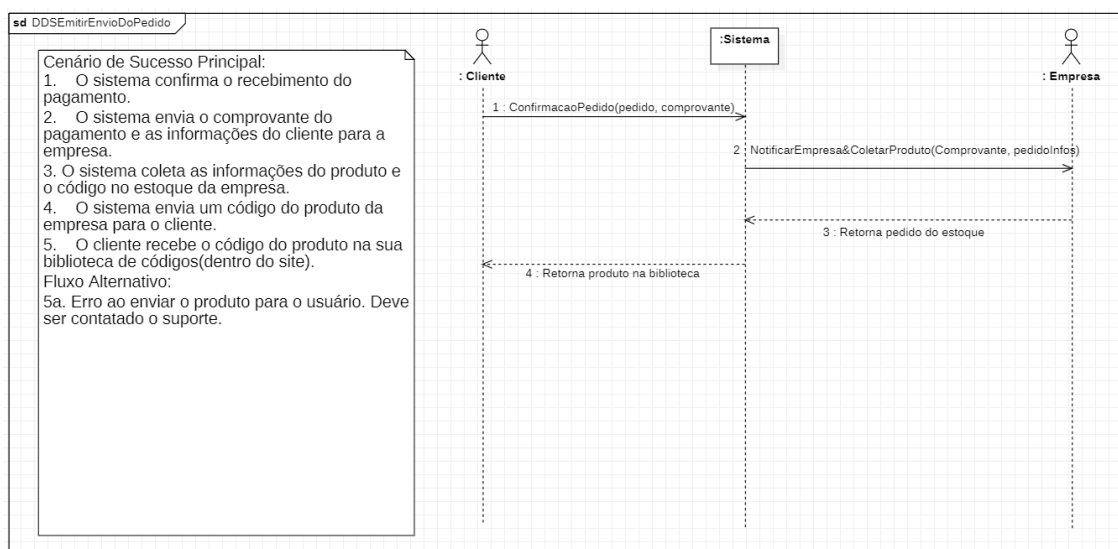 sd DDSEmitirEnvioDoPedido
Cenário de Sucesso Principal:
1. O sistema confirma o recebimento do
pagamento.
2. O sistema envia o comprovante do
pagamento e as informações do cliente para a
empresa.
3. O sistema coleta as informações do produto e
o código no estoque da empresa.
4. O sistema envia um código do produto da
empresa para o cliente.
5. O cliente recebe o código do produto na sua
biblioteca de códigos(dentro do site).
Fluxo Alternativo:
5a. Erro ao enviar o produto para o usuário. Deve
ser contatado o suporte.
: Cliente
:Sistema
: Empresa
1 : ConfirmacaoPedido(pedido, comprovante)
2 : NotificarEmpresa&ColetarProduto(Comprovante, pedidoInfos)
3 : Retorna pedido do estoque
4 : Retorna produto na biblioteca